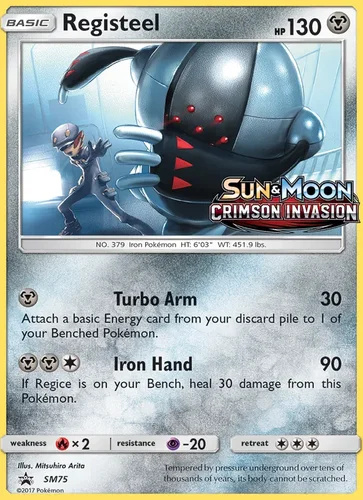 BASIC Registeel HP 130
SUN & MOON
CRIMSON INVASION
NO. 379 Iron Pokémon HT: 6'03" WT: 451.9 lbs.
Turbo Arm 30
Attach a basic Energy card from your discard pile to 1 of your Benched Pokémon.
Iron Hand 90
If Regice is on your Bench, heal 30 damage from this Pokémon.
weakness × 2 resistance -20 retreat
Illus. Mitsuhiro Arita
SM75
PROMO
©2017 Pokémon
Tempered by pressure underground over tens of
thousands of years, its body cannot be scratched.